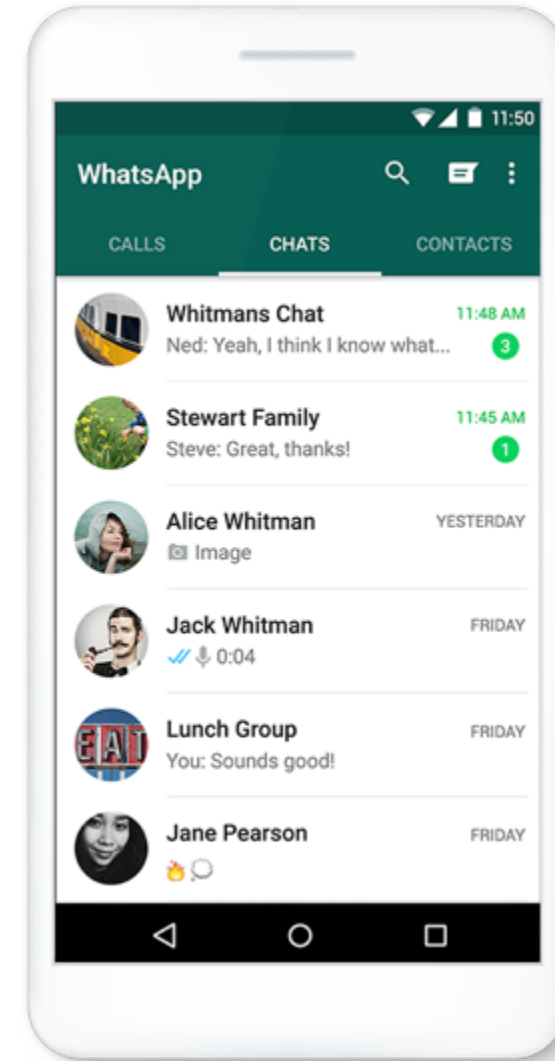 11:50
WhatsApp
CALLS CHATS CONTACTS
Whitmans Chat 11:48 AM
Ned: Yeah, I think I know what... 3
Stewart Family 11:45 AM
Steve: Great, thanks! 1
Alice Whitman YESTERDAY
Image
Jack Whitman FRIDAY
0:04
EAT
Lunch Group FRIDAY
You: Sounds good!
Jane Pearson FRIDAY
🔥💭